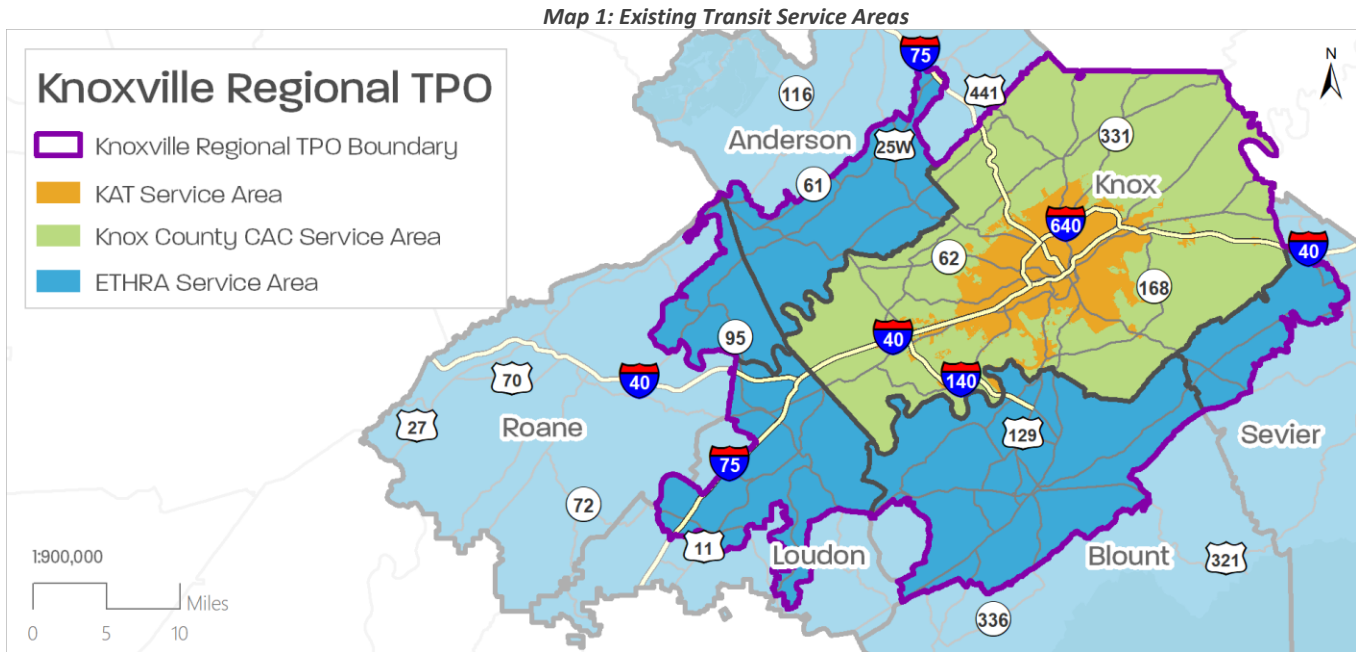 Map 1: Existing Transit Service Areas
Knoxville Regional TPO
Knoxville Regional TPO Boundary
KAT Service Area
Knox County CAC Service Area
ETHRA Service Area
N
75
441
116
331
Anderson
25W
Knox
61
640
62
40
168
95
40
70
40
140
27
Roane
129
Sevier
75
72
11
Loudon
Blount
321
336
1:900,000
Miles
0 5 10